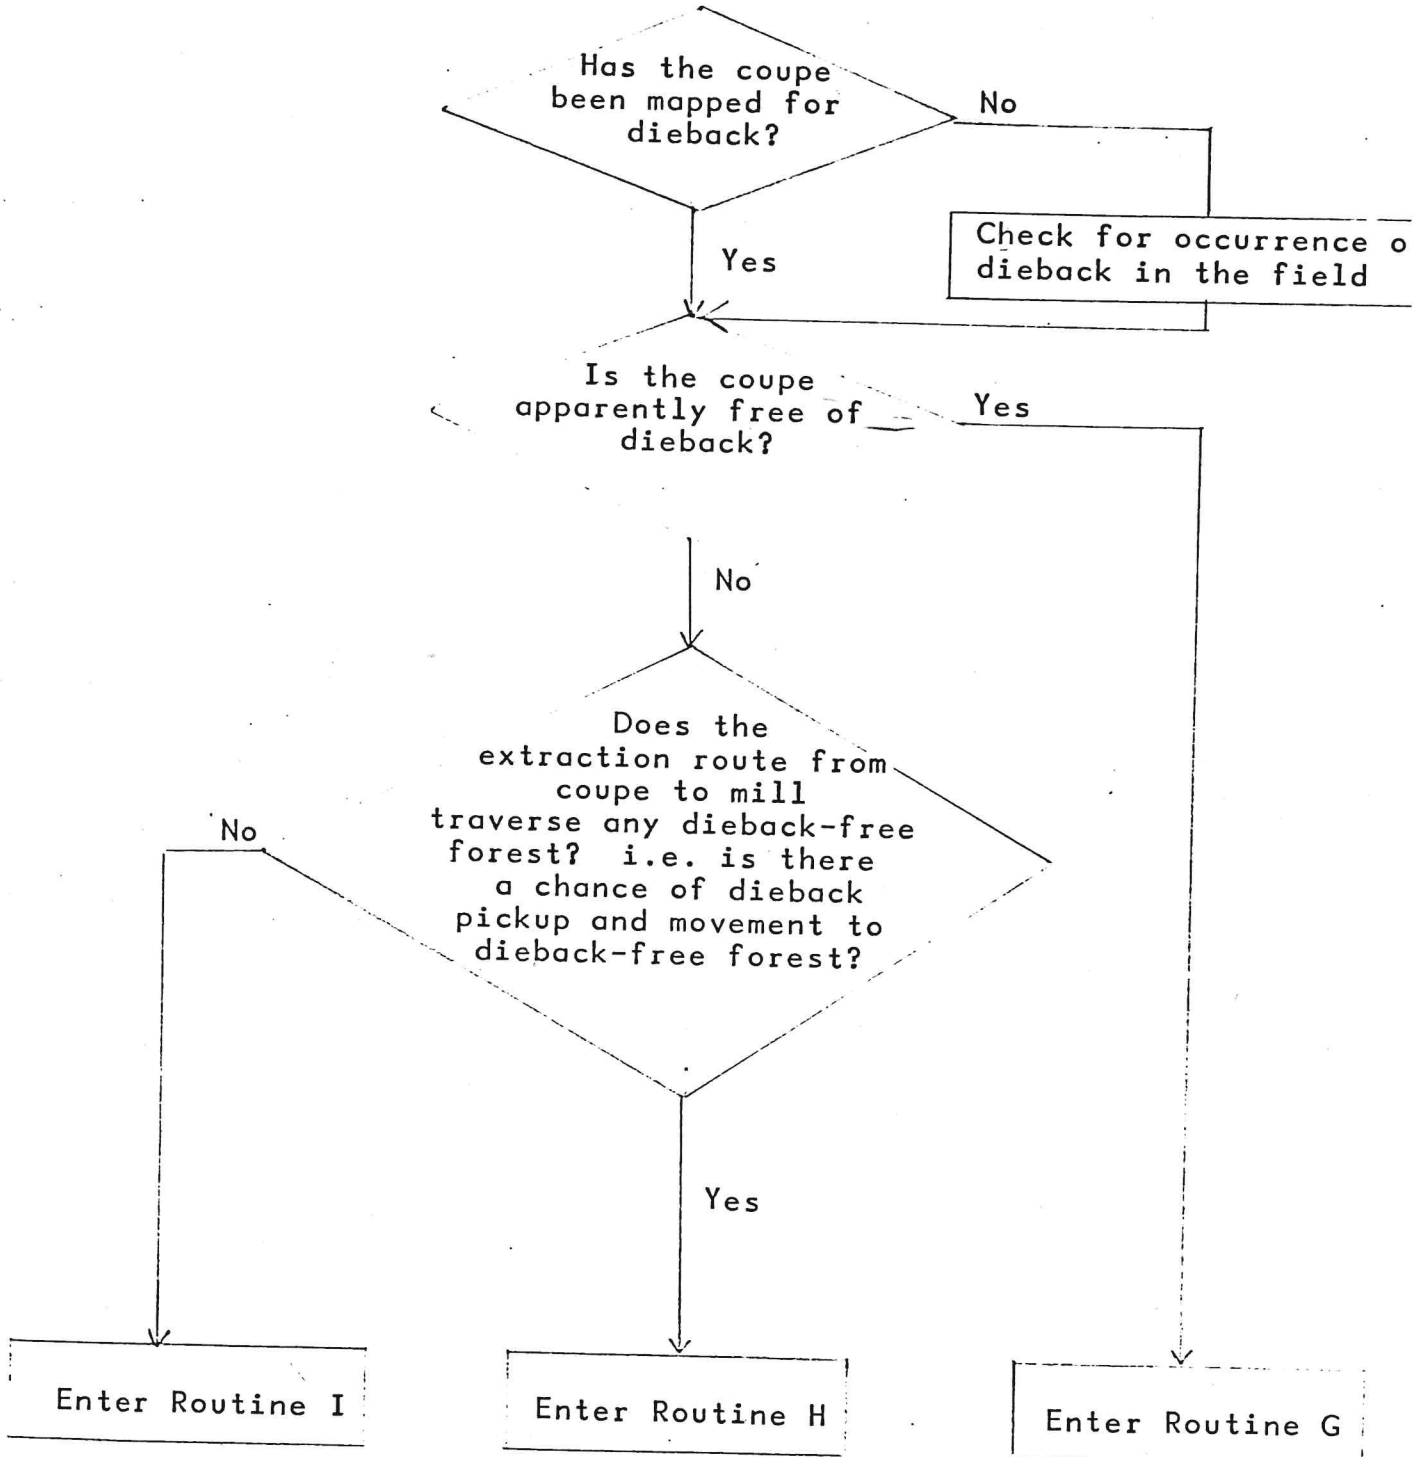 Has the coupe
been mapped for
dieback?
No
Yes
Check for occurrence o
dieback in the field
Is the coupe
apparently free of
dieback?
Yes
No
Does the
extraction route from
coupe to mill
traverse any dieback-free
forest? i.e. is there
a chance of dieback
pickup and movement to
dieback-free forest?
No
Yes
Enter Routine I
Enter Routine H
Enter Routine G